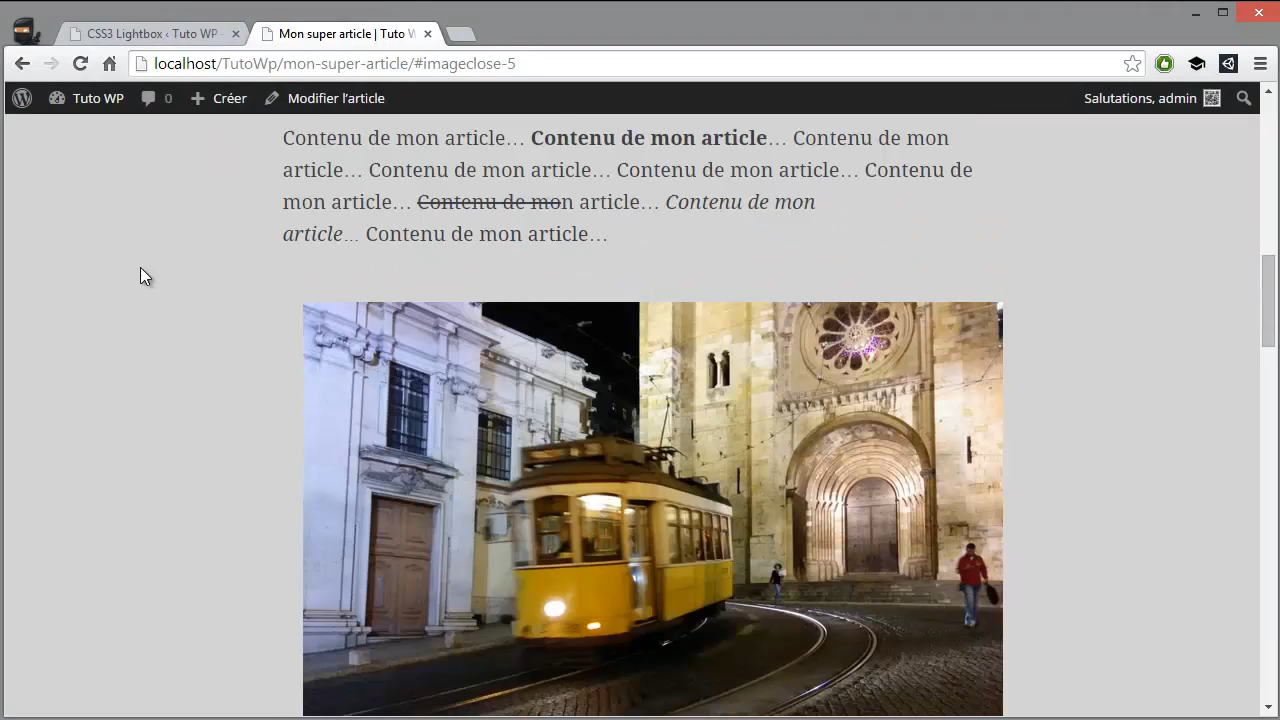 CSS3 Lightbox ‹ Tuto WP
Mon super article | Tuto W
localhost/TutoWp/mon-super-article/#imageclose-5
Tuto WP 0 Créer Modifier l'article Salutations, admin
Contenu de mon article… Contenu de mon article… Contenu de mon
article… Contenu de mon article… Contenu de mon article… Contenu de
mon article… Contenu de mon article… Contenu de mon
article… Contenu de mon article…